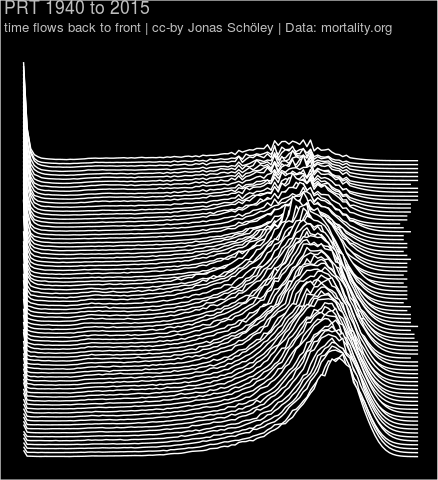 PRT 1940 to 2015
time flows back to front | cc-by Jonas Schöley | Data: mortality.org